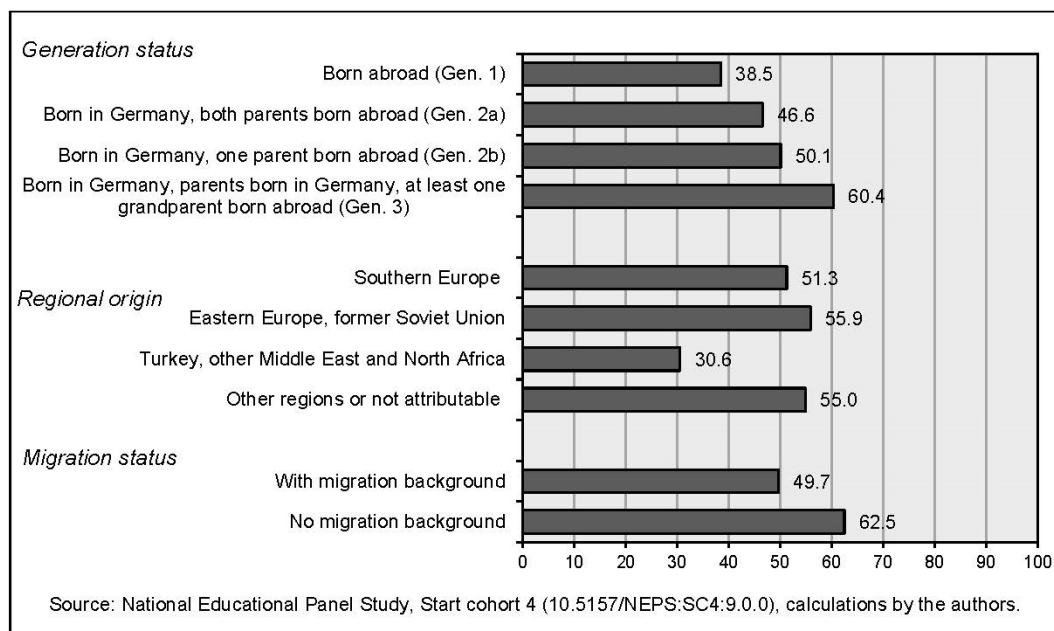 Generation status
Born abroad (Gen. 1)
38.5
Born in Germany, both parents born abroad (Gen. 2a)
46.6
Born in Germany, one parent born abroad (Gen. 2b)
50.1
Born in Germany, parents born in Germany, at least one
grandparent born abroad (Gen. 3)
60.4
Regional origin
Southern Europe
51.3
Eastern Europe, former Soviet Union
55.9
Turkey, other Middle East and North Africa
30.6
Other regions or not attributable
55.0
Migration status
With migration background
49.7
No migration background
62.5
0 10 20 30 40 50 60 70 80 90 100
Source: National Educational Panel Study, Start cohort 4 (10.5157/NEPS:SC4:9.0.0), calculations by the authors.